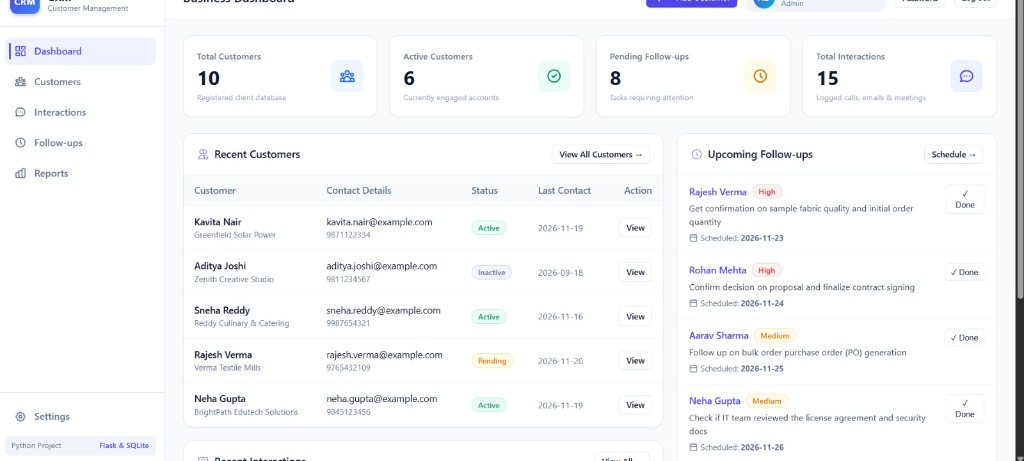 CRM
Customer Management
Business Dashboard
Admin
Dashboard
Customers
Interactions
Follow-ups
Reports
Settings
Python Project
Flask & SQLite
Total Customers
10
Registered client database
Active Customers
6
Currently engaged accounts
Pending Follow-ups
8
Tasks requiring attention
Total Interactions
15
Logged calls, emails & meetings
Recent Customers
View All Customers →
Customer Contact Details Status Last Contact Action
Kavita Nair kavita.nair@example.com Active 2026-11-19 View
Greenfield Solar Power 9871122334
Aditya Joshi aditya.joshi@example.com Inactive 2026-09-18 View
Zenith Creative Studio 9811234567
Sneha Reddy sneha.reddy@example.com Active 2026-11-16 View
Reddy Culinary & Catering 9987654321
Rajesh Verma rajesh.verma@example.com Pending 2026-11-20 View
Verma Textile Mills 9765432109
Neha Gupta neha.gupta@example.com Active 2026-11-19 View
BrightPath Edutech Solutions 9845123456
Recent Interactions
View All
Upcoming Follow-ups
Schedule →
Rajesh Verma High
✓ Done
Get confirmation on sample fabric quality and initial order
quantity
Scheduled: 2026-11-23
Rohan Mehta High
✓ Done
Confirm decision on proposal and finalize contract signing
Scheduled: 2026-11-24
Aarav Sharma Medium
✓ Done
Follow up on bulk order purchase order (PO) generation
Scheduled: 2026-11-25
Neha Gupta Medium
✓ Done
Check if IT team reviewed the license agreement and security
docs
Scheduled: 2026-11-26